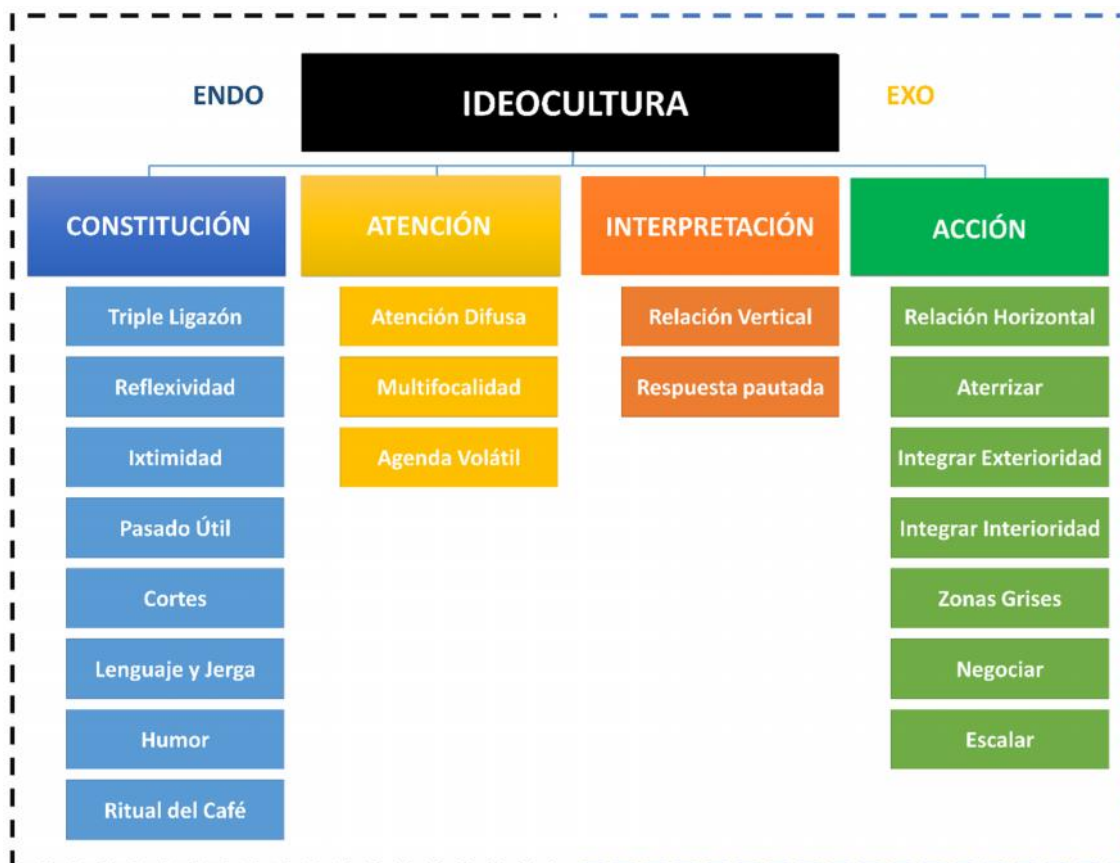 ENDO
IDEOCULTURA
EXO
CONSTITUCIÓN
ATENCIÓN
INTERPRETACIÓN
ACCIÓN
Triple Ligazón
Reflexividad
Ixtimidad
Pasado Útil
Cortes
Lenguaje y Jerga
Humor
Ritual del Café
Atención Difusa
Multifocalidad
Agenda Volátil
Relación Vertical
Respuesta pautada
Relación Horizontal
Aterrizar
Integrar Exterioridad
Integrar Interioridad
Zonas Grises
Negociar
Escalar